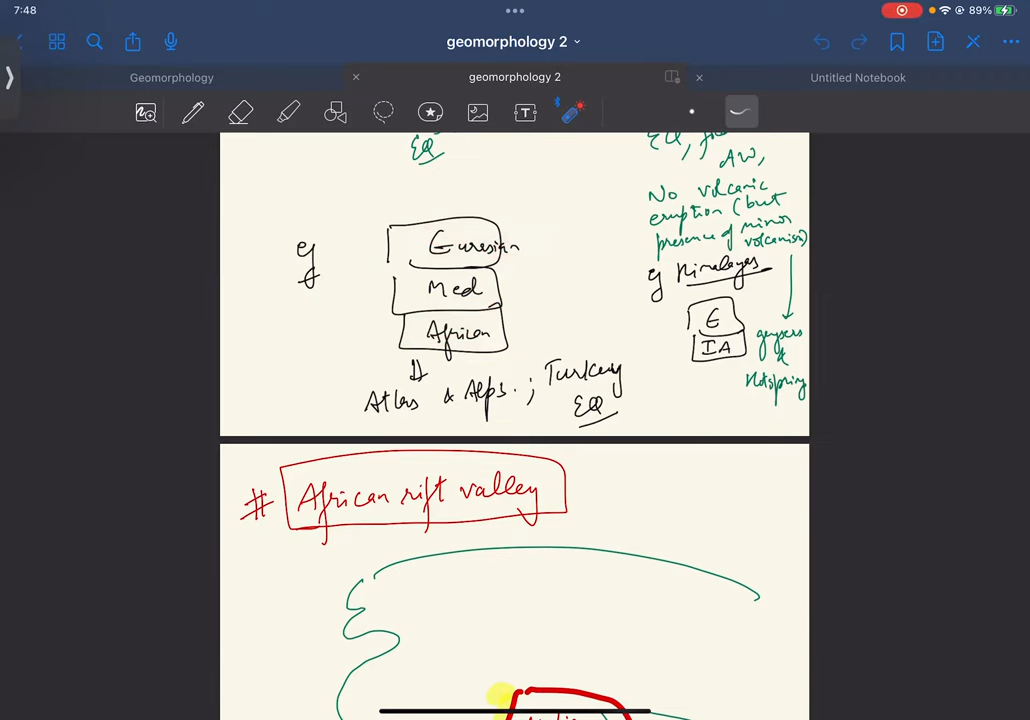 7:48
89%
geomorphology 2
Geomorphology
geomorphology 2
Untitled Notebook
EQ
AW,
No volcanic
eruption (but
presence of minor
volcanism)
eg Himalayas
E
IA
geysers
&
Hotspring
eg
Eurasian
Med
African
Atlas & Alps. ; Turkey
EQ
# African rift valley